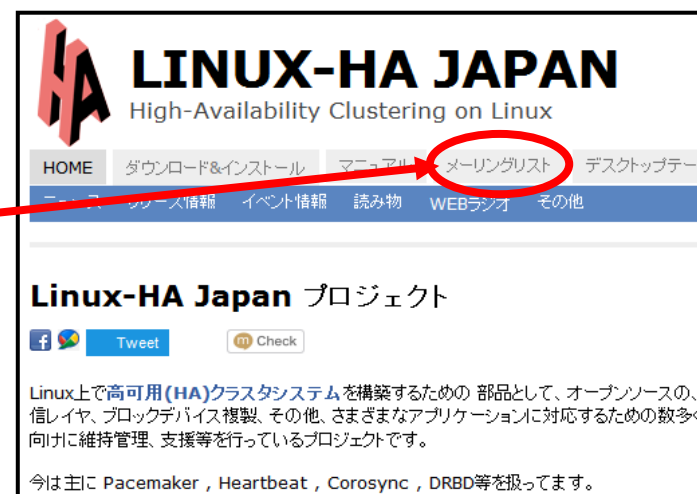 HA
LINUX-HA JAPAN
High-Availability Clustering on Linux
HOME ダウンロード&インストール マニュアル メーリングリスト デスクトップテー
ニュース リリース情報 イベント情報 読み物 WEBラジオ その他
Linux-HA Japan プロジェクト
f Tweet m Check
Linux上で高可用(HA)クラスタシステムを構築するための 部品として、オープンソースの、
信レイヤ、ブロックデバイス複製、その他、さまざまなアプリケーションに対応するための数多く
向けに維持管理、支援等を行っているプロジェクトです。
今は主に Pacemaker , Heartbeat , Corosync , DRBD等を扱ってます。